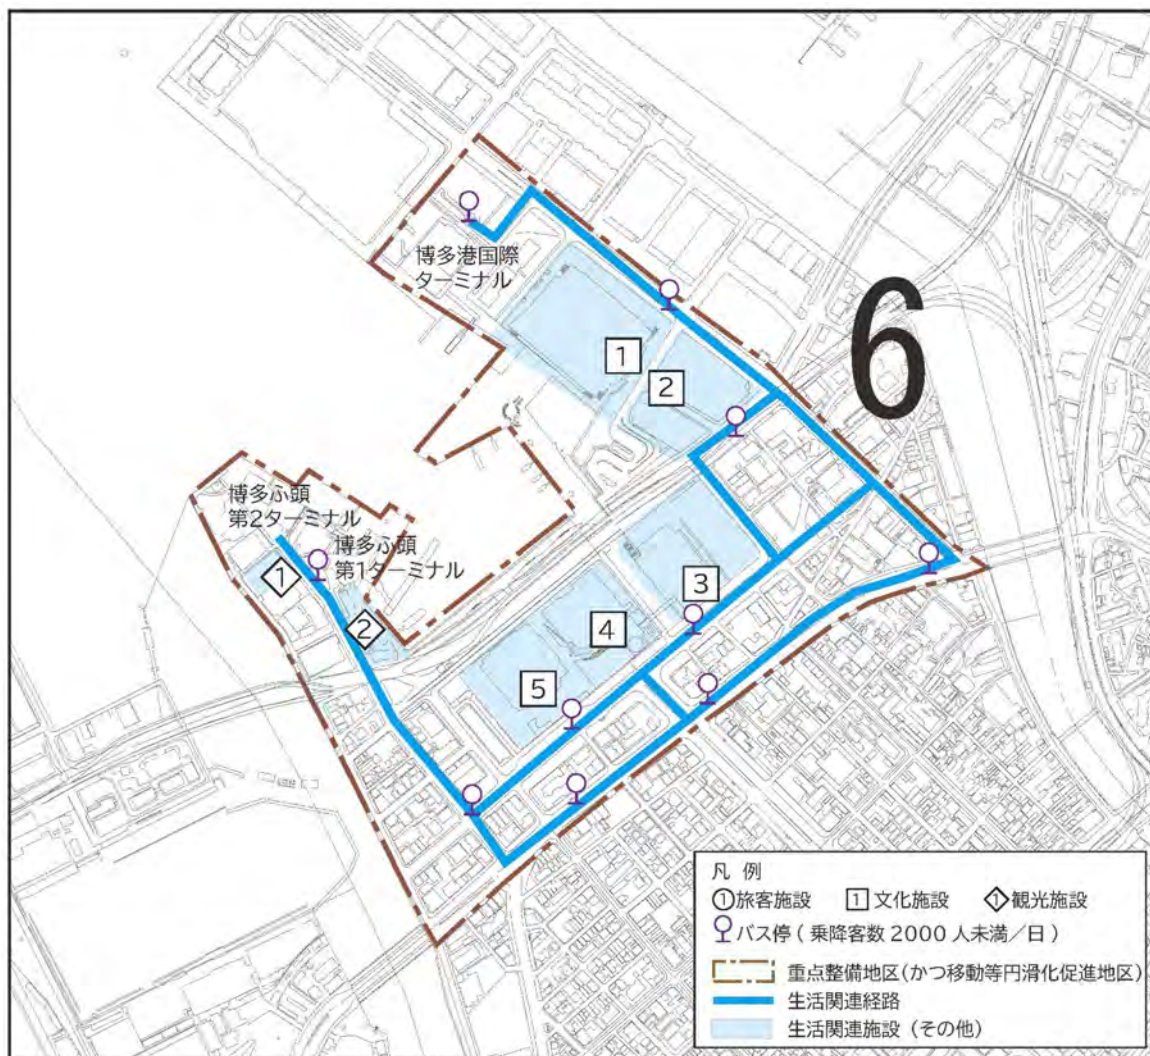 6
博多港国際
ターミナル
1
2
博多ふ頭
第2ターミナル
博多ふ頭
第1ターミナル
1
2
3
4
5
凡 例
①旅客施設 1 文化施設 1 観光施設
バス停 ( 乗降客数 2000 人未満／日 )
重点整備地区(かつ移動等円滑化促進地区)
生活関連経路
生活関連施設 (その他)